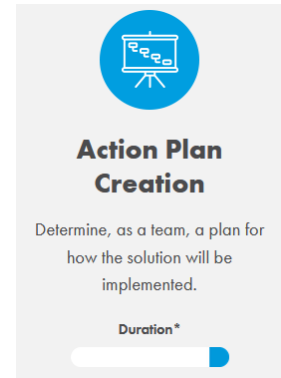 Action Plan
Creation
Determine, as a team, a plan for
how the solution will be
implemented.
Duration*